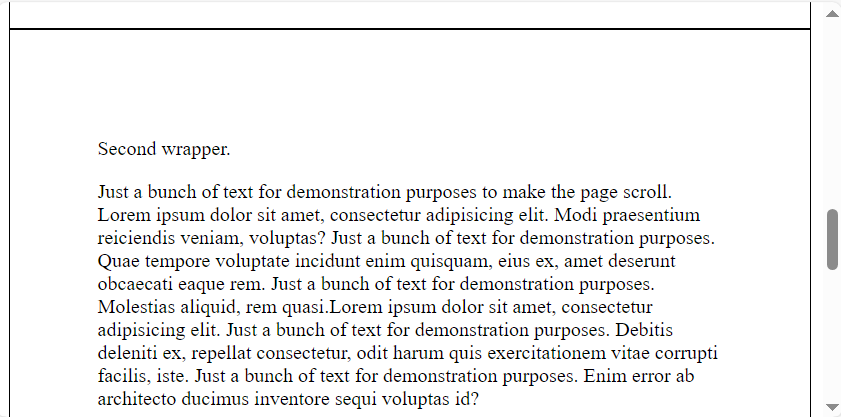 Second wrapper.
Just a bunch of text for demonstration purposes to make the page scroll.
Lorem ipsum dolor sit amet, consectetur adipisicing elit. Modi praesentium
reiciendis veniam, voluptas? Just a bunch of text for demonstration purposes.
Quae tempore voluptate incidunt enim quisquam, eius ex, amet deserunt
obcaecati eaque rem. Just a bunch of text for demonstration purposes.
Molestias aliquid, rem quasi.Lorem ipsum dolor sit amet, consectetur
adipisicing elit. Just a bunch of text for demonstration purposes. Debitis
deleniti ex, repellat consectetur, odit harum quis exercitationem vitae corrupti
facilis, iste. Just a bunch of text for demonstration purposes. Enim error ab
architecto ducimus inventore sequi voluptas id?